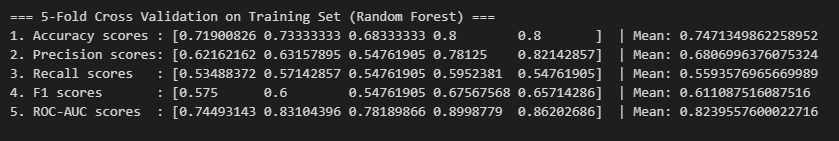 === 5-Fold Cross Validation on Training Set (Random Forest) ===
1. Accuracy scores : [0.71900826 0.73333333 0.68333333 0.8        0.8       ]  | Mean: 0.7471349862258952
2. Precision scores: [0.62162162 0.63157895 0.54761905 0.78125    0.82142857]  | Mean: 0.6806996376075324
3. Recall scores   : [0.53488372 0.57142857 0.54761905 0.5952381  0.54761905]  | Mean: 0.5593576965669989
4. F1 scores       : [0.575      0.6        0.54761905 0.67567568 0.65714286]  | Mean: 0.611087516087516
5. ROC-AUC scores  : [0.74493143 0.83104396 0.78189866 0.8998779  0.86202686]  | Mean: 0.8239557600022716